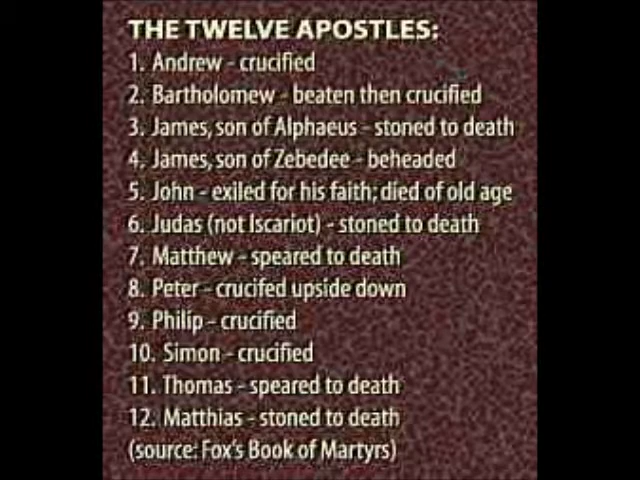 THE TWELVE APOSTLES:
1. Andrew - crucified
2. Bartholomew - beaten then crucified
3. James, son of Alphaeus - stoned to death
4. James, son of Zebedee - beheaded
5. John - exiled for his faith; died of old age
6. Judas (not Iscariot) - stoned to death
7. Matthew - speared to death
8. Peter - crucifed upside down
9. Philip - crucified
10. Simon - crucified
11. Thomas - speared to death
12. Matthias - stoned to death
(source: Fox's Book of Martyrs)